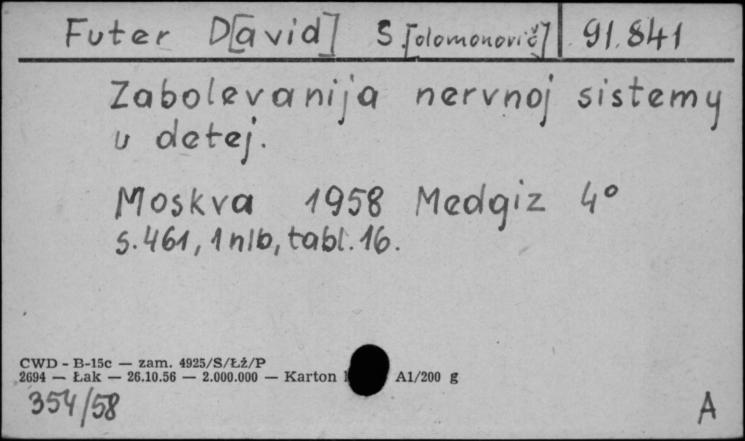 Futer D[avid] S.[olomonovič] 91.841
Zabolevanija nervnoj sistemy
u detej.
Moskva 1958 Medgiz 4°
s.461, 1 nlb, tabl.16.
CWD - B-15c — zam. 4925/S/Łż/P
2694 — Łak — 26.10.56 — 2.000.000 — Karton A1/200 g
354/58
A